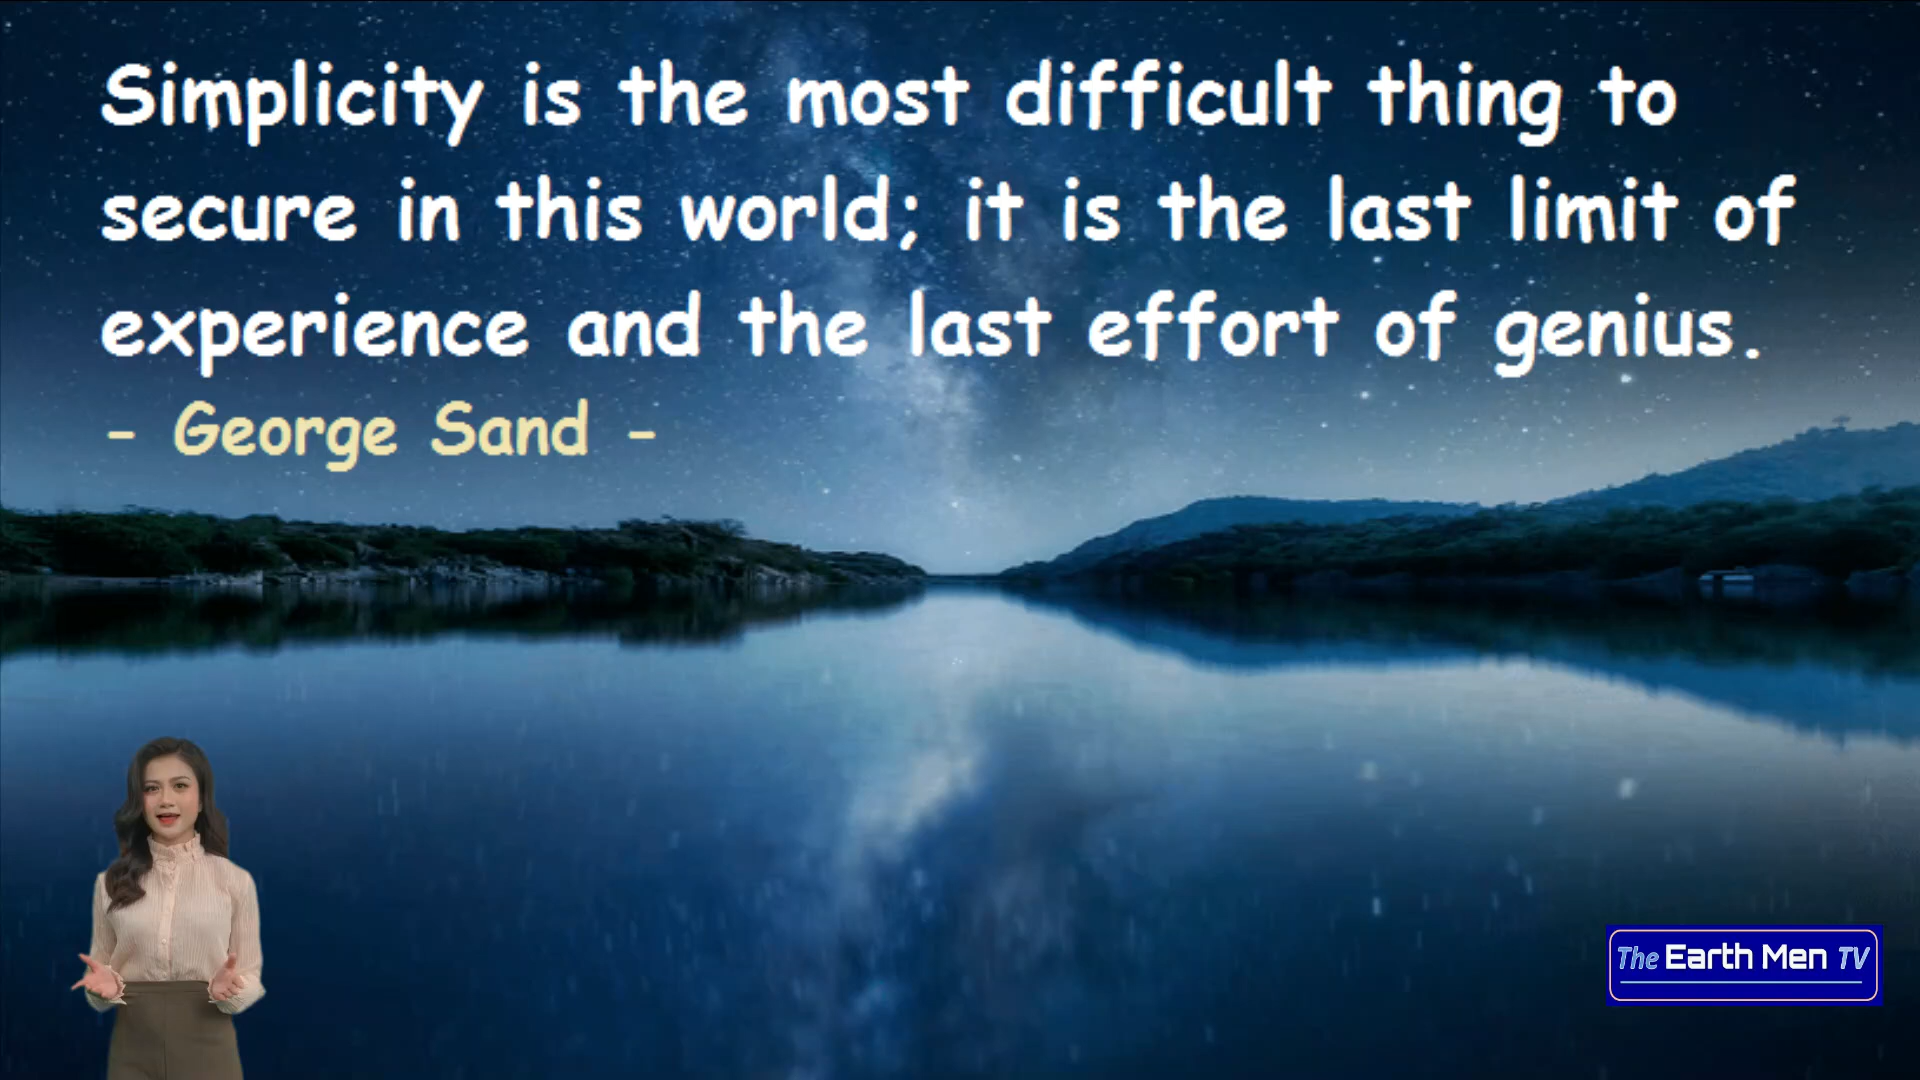 Simplicity is the most difficult thing to
secure in this world; it is the last limit of
experience and the last effort of genius.
- George Sand -
The Earth Men TV